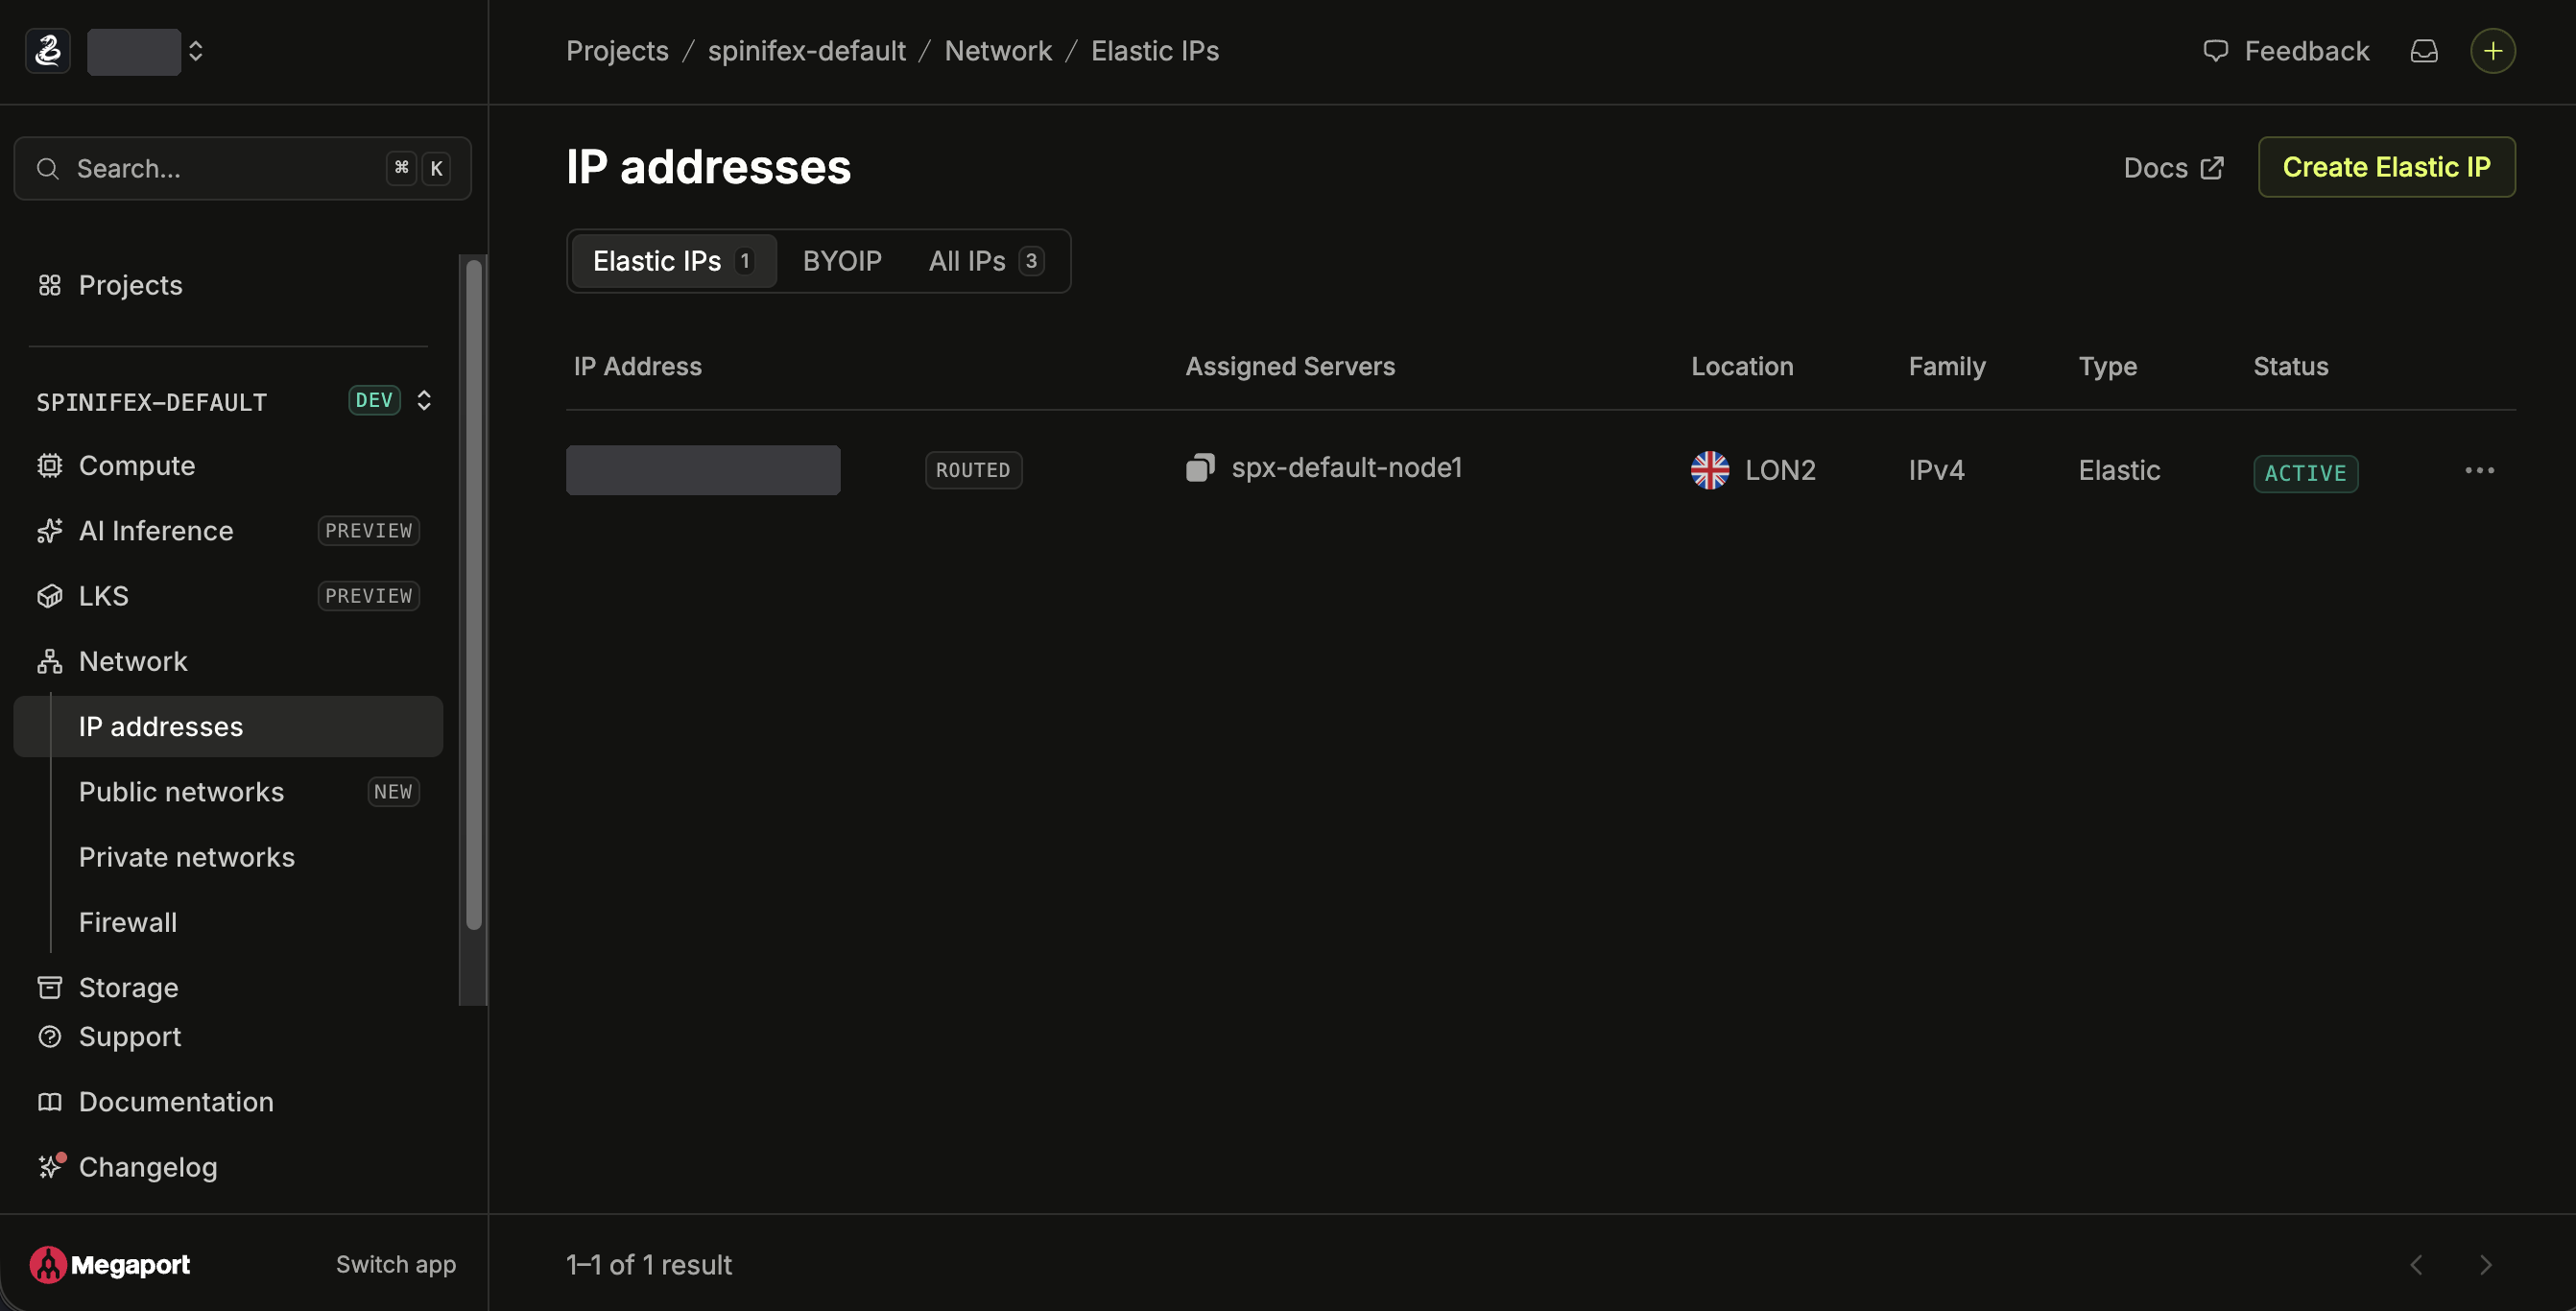 Projects / spinifex-default / Network / Elastic IPs
Feedback
Search...
⌘ K
Projects
SPINIFEX-DEFAULT DEV
Compute
AI Inference PREVIEW
LKS PREVIEW
Network
IP addresses
Public networks NEW
Private networks
Firewall
Storage
Support
Documentation
Changelog
Megaport Switch app
IP addresses
Docs
Create Elastic IP
Elastic IPs 1 BYOIP All IPs 3
IP Address Assigned Servers Location Family Type Status
ROUTED spx-default-node1 LON2 IPv4 Elastic ACTIVE
1–1 of 1 result